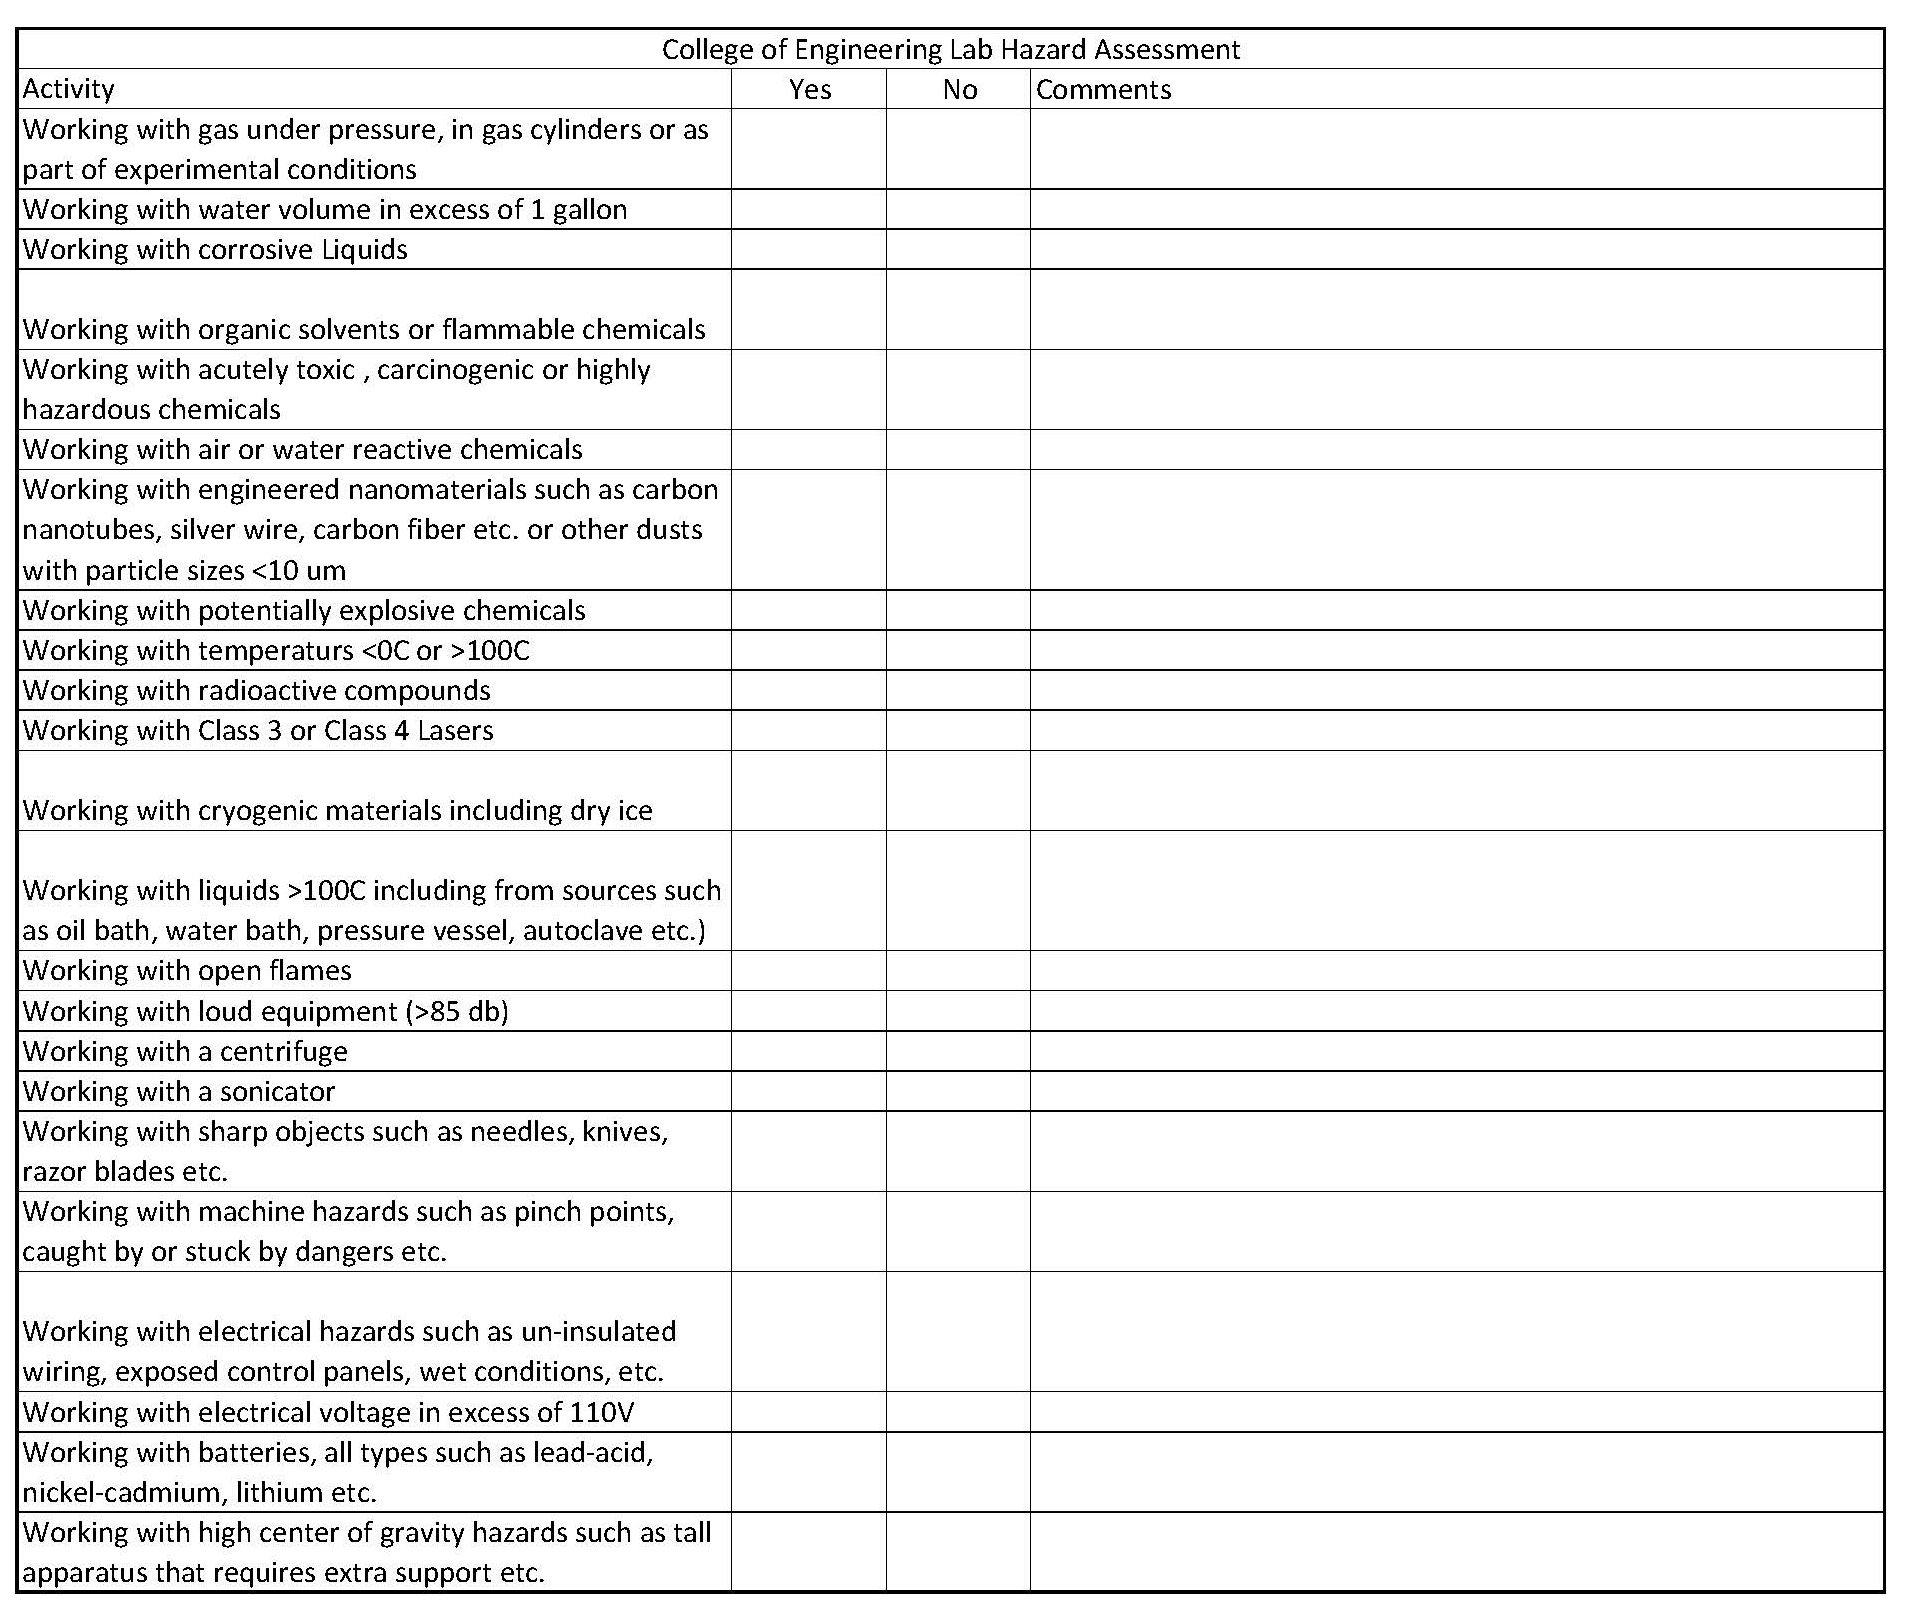 College of Engineering Lab Hazard Assessment
Activity Yes No Comments
Working with gas under pressure, in gas cylinders or as
part of experimental conditions
Working with water volume in excess of 1 gallon
Working with corrosive Liquids
Working with organic solvents or flammable chemicals
Working with acutely toxic , carcinogenic or highly
hazardous chemicals
Working with air or water reactive chemicals
Working with engineered nanomaterials such as carbon
nanotubes, silver wire, carbon fiber etc. or other dusts
with particle sizes <10 um
Working with potentially explosive chemicals
Working with temperaturs <0C or >100C
Working with radioactive compounds
Working with Class 3 or Class 4 Lasers
Working with cryogenic materials including dry ice
Working with liquids >100C including from sources such
as oil bath, water bath, pressure vessel, autoclave etc.)
Working with open flames
Working with loud equipment (>85 db)
Working with a centrifuge
Working with a sonicator
Working with sharp objects such as needles, knives,
razor blades etc.
Working with machine hazards such as pinch points,
caught by or stuck by dangers etc.
Working with electrical hazards such as un-insulated
wiring, exposed control panels, wet conditions, etc.
Working with electrical voltage in excess of 110V
Working with batteries, all types such as lead-acid,
nickel-cadmium, lithium etc.
Working with high center of gravity hazards such as tall
apparatus that requires extra support etc.